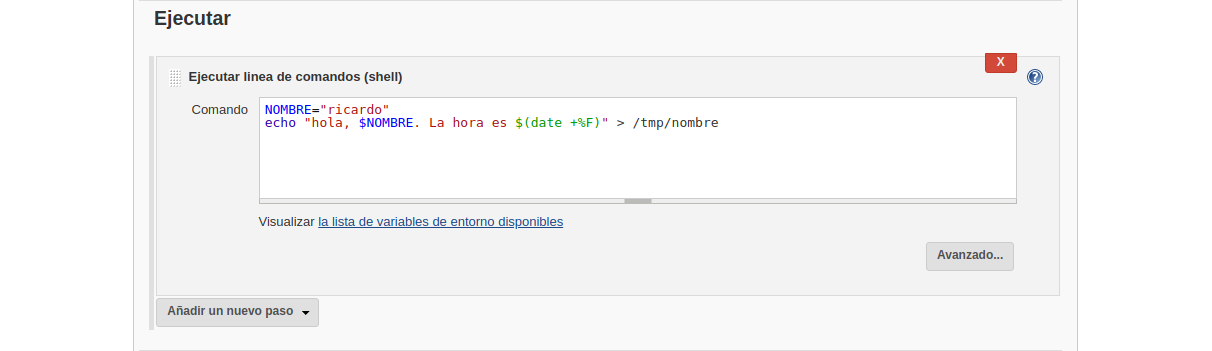 Ejecutar
X
Ejecutar linea de comandos (shell)
?
Comando
NOMBRE="ricardo"
echo "hola, $NOMBRE. La hora es $(date +%F)" > /tmp/nombre
Visualizar la lista de variables de entorno disponibles
Avanzado...
Añadir un nuevo paso